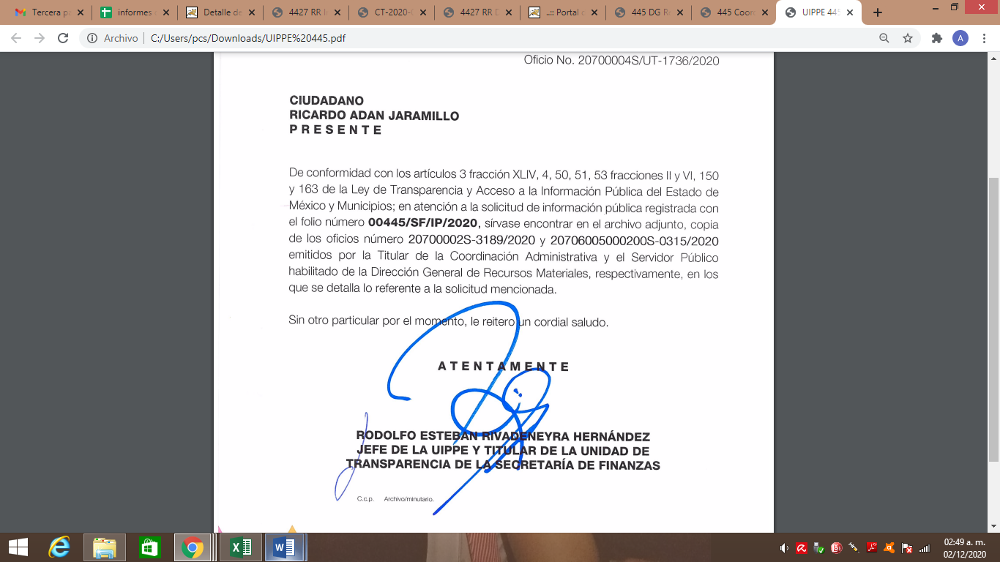 Tercera pa
informes
Detalle de
4427 RR I
CT-2020-
4427 RR D
..:: Portal
445 DG R
445 Coor
UIPPE 445
Archivo
C:/Users/pcs/Downloads/UIPPE%20445.pdf
A
Oficio No. 20700004S/UT-1736/2020
CIUDADANO
RICARDO ADAN JARAMILLO
P R E S E N T E
De conformidad con los artículos 3 fracción XLIV, 4, 50, 51, 53 fracciones II y VI, 150
y 163 de la Ley de Transparencia y Acceso a la Información Pública del Estado de
México y Municipios; en atención a la solicitud de información pública registrada con
el folio número 00445/SF/IP/2020, sírvase encontrar en el archivo adjunto, copia
de los oficios número 20700002S-3189/2020 y 20706005000200S-0315/2020
emitidos por la Titular de la Coordinación Administrativa y el Servidor Público
habilitado de la Dirección General de Recursos Materiales, respectivamente, en los
que se detalla lo referente a la solicitud mencionada.
Sin otro particular por el momento, le reitero un cordial saludo.
A T E N T A M E N T E
RODOLFO ESTEBAN RIVADENEYRA HERNÁNDEZ
JEFE DE LA UIPPE Y TITULAR DE LA UNIDAD DE
TRANSPARENCIA DE LA SECRETARÍA DE FINANZAS
C.c.p. Archivo/minutario.
02:49 a. m.
02/12/2020